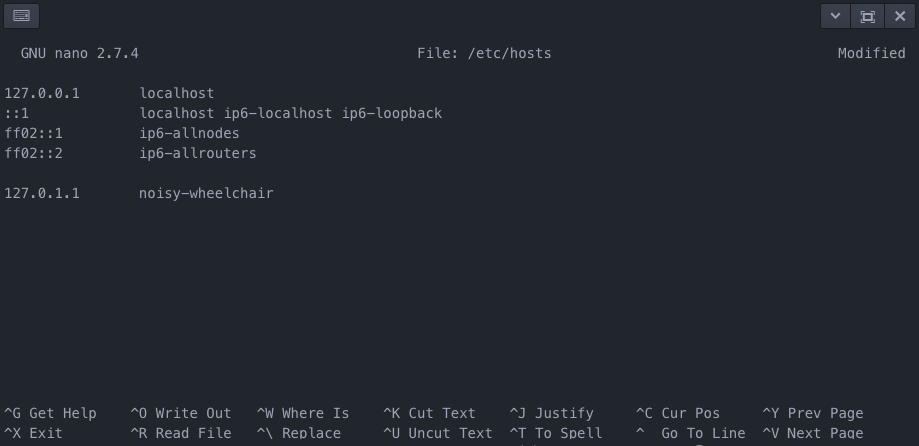 GNU nano 2.7.4 File: /etc/hosts Modified
127.0.0.1 localhost
::1 localhost ip6-localhost ip6-loopback
ff02::1 ip6-allnodes
ff02::2 ip6-allrouters
127.0.1.1 noisy-wheelchair
^G Get Help ^O Write Out ^W Where Is ^K Cut Text ^J Justify ^C Cur Pos ^Y Prev Page
^X Exit ^R Read File ^\ Replace ^U Uncut Text ^T To Spell ^ Go To Line ^V Next Page